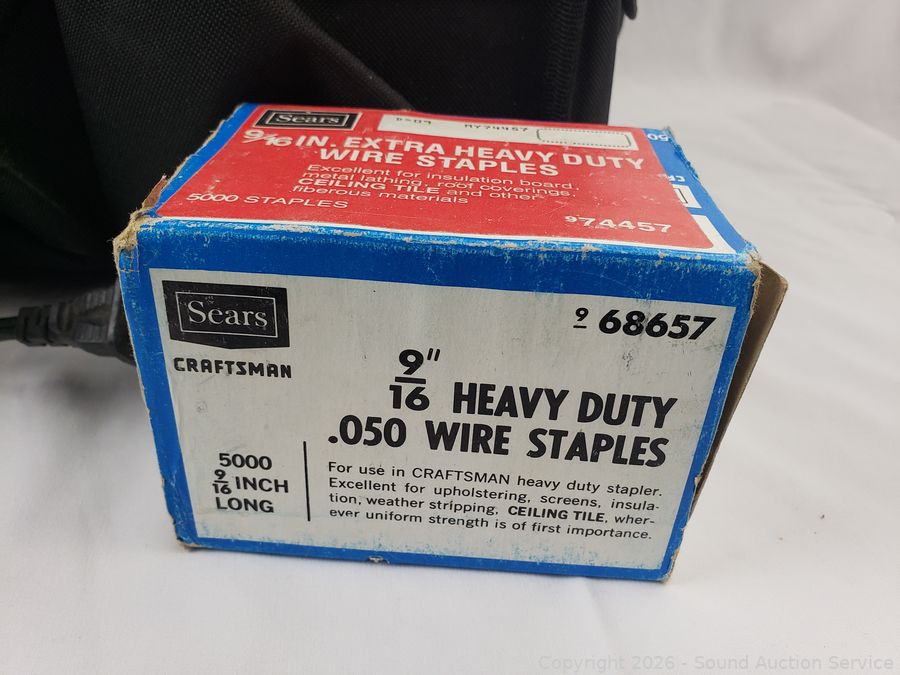 Sears
9/16 IN. EXTRA HEAVY DUTY
WIRE STAPLES
Excellent for insulation board,
metal lathing, roof coverings,
CEILING TILE and other
fiberous materials
5000 STAPLES
974457
50
Sears
CRAFTSMAN
9 68657
9/16" HEAVY DUTY
.050 WIRE STAPLES
5000
9/16 INCH
LONG
For use in CRAFTSMAN heavy duty stapler.
Excellent for upholstering, screens, insula-
tion, weather stripping, CEILING TILE, wher-
ever uniform strength is of first importance.
Copyright 2026 - Sound Auction Service